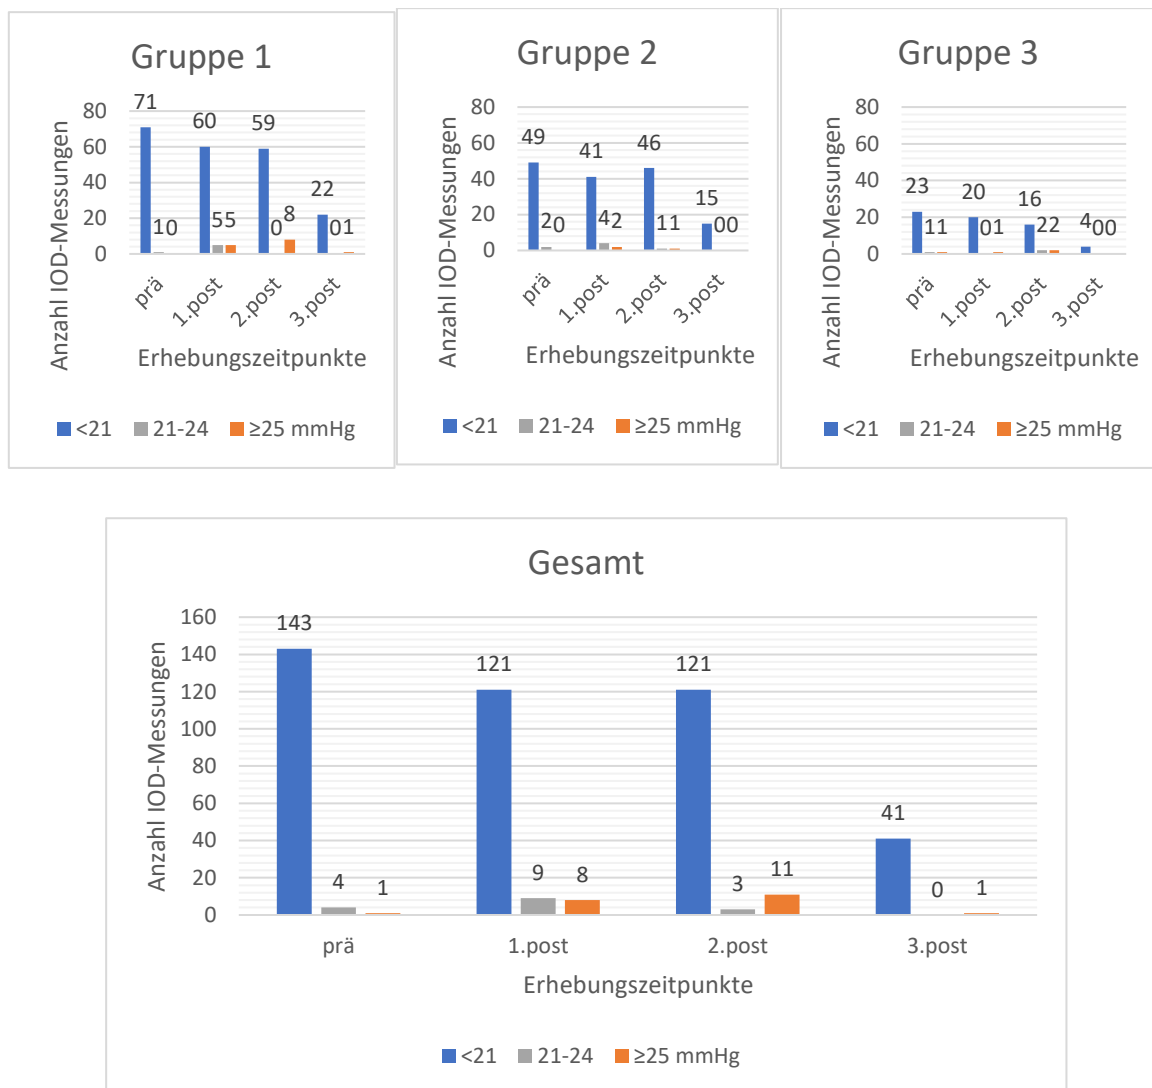 Gruppe 1
Anzahl IOD-Messungen
80
60
40
20
0
71
10
60
55
59
0
8
22
01
prä
1.post
2.post
3.post
Erhebungszeitpunkte
<21
21-24
≥25 mmHg
Gruppe 2
Anzahl IOD-Messungen
80
60
40
20
0
49
20
41
42
46
11
15
00
prä
1.post
2.post
3.post
Erhebungszeitpunkte
<21
21-24
≥25 mmHg
Gruppe 3
Anzahl IOD-Messungen
80
60
40
20
0
23
11
20
01
16
22
4
00
prä
1.post
2.post
3.post
Erhebungszeitpunkte
<21
21-24
≥25 mmHg
Gesamt
Anzahl IOD-Messungen
160
140
120
100
80
60
40
20
0
143
4
1
121
9
8
121
3
11
41
0
1
prä
1.post
2.post
3.post
Erhebungszeitpunkte
<21
21-24
≥25 mmHg